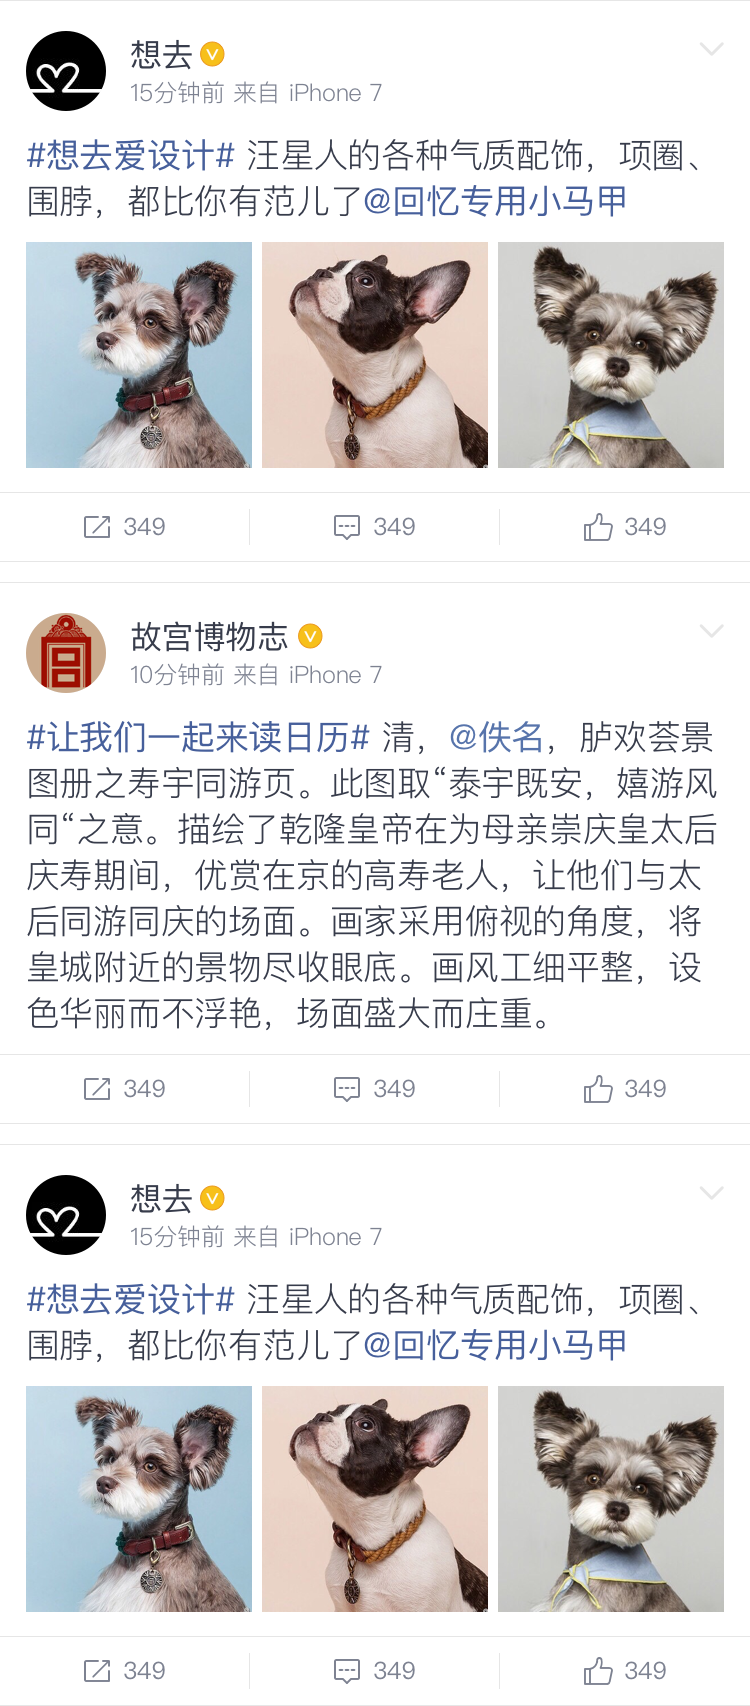 想去
15分钟前 来自 iPhone 7
#想去爱设计# 汪星人的各种气质配饰，项圈、
围脖，都比你有范儿了@回忆专用小马甲
349 349 349
故宫博物志
10分钟前 来自 iPhone 7
#让我们一起来读日历# 清，@佚名，胪欢荟景
图册之寿宇同游页。此图取“泰宇既安，嬉游风
同“之意。描绘了乾隆皇帝在为母亲崇庆皇太后
庆寿期间，优赏在京的高寿老人，让他们与太
后同游同庆的场面。画家采用俯视的角度，将
皇城附近的景物尽收眼底。画风工细平整，设
色华丽而不浮艳，场面盛大而庄重。
349 349 349
想去
15分钟前 来自 iPhone 7
#想去爱设计# 汪星人的各种气质配饰，项圈、
围脖，都比你有范儿了@回忆专用小马甲
349 349 349